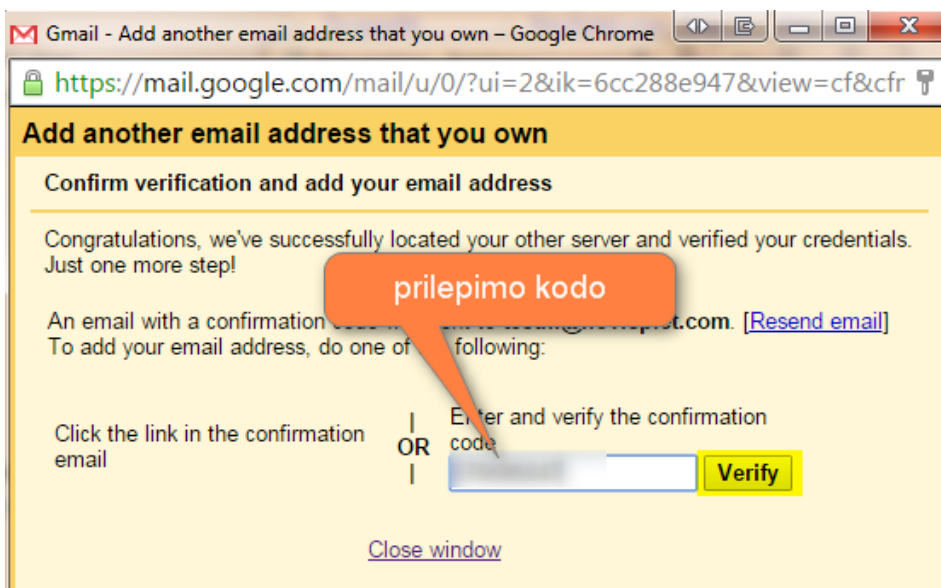 Gmail - Add another email address that you own – Google Chrome
https://mail.google.com/mail/u/0/?ui=2&ik=6cc288e947&view=cf&cfr
Add another email address that you own
Confirm verification and add your email address
Congratulations, we've successfully located your other server and verified your credentials.
Just one more step!
prilepimo kodo
An email with a confirmation [Resend email]
To add your email address, do one of following:
Click the link in the confirmation
email
|
OR
|
Enter and verify the confirmation
code
Verify
Close window